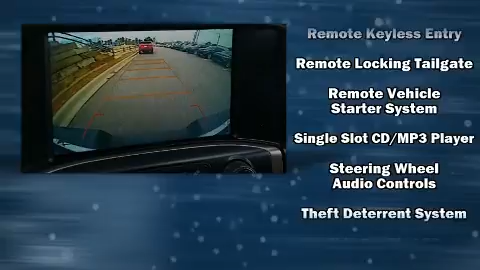 Remote Keyless Entry
Remote Locking Tailgate
Remote Vehicle
Starter System
Single Slot CD/MP3 Player
Steering Wheel
Audio Controls
Theft Deterrent System